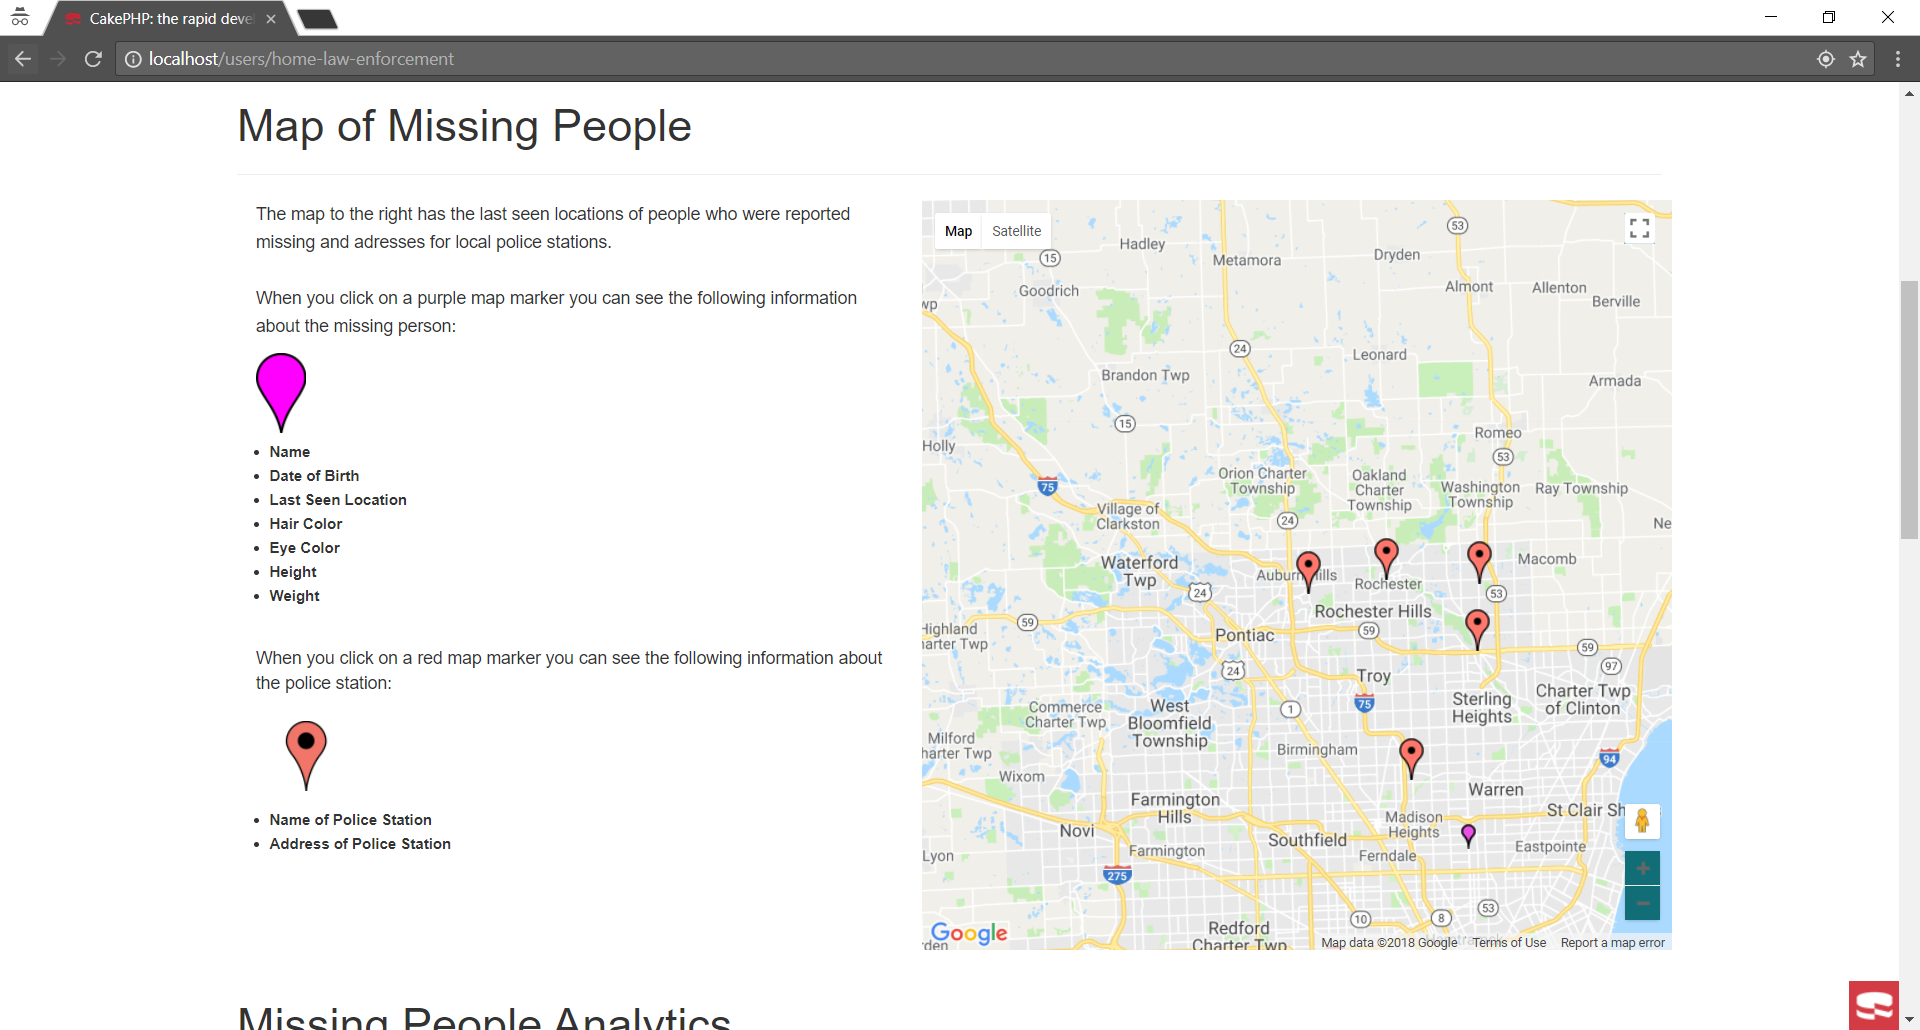 CakePHP: the rapid deve
localhost/users/home-law-enforcement
Map of Missing People
The map to the right has the last seen locations of people who were reported
missing and adresses for local police stations.
When you click on a purple map marker you can see the following information
about the missing person:
Name
Date of Birth
Last Seen Location
Hair Color
Eye Color
Height
Weight
When you click on a red map marker you can see the following information about
the police station:
Name of Police Station
Address of Police Station
Map Satellite
53
Hadley
Metamora
Dryden
15
Goodrich
Almont
Allenton
Berville
wp
24
Leonard
Brandon Twp
Armada
15
Holly
Romeo
53
Orion Charter
Township
Oakland
Charter
Township
Washington
Township
Ray Township
75
Village of
Clarkston
24
Ne
Waterford
Twp
Auburn Hills
Rochester
Macomb
24
53
Rochester Hills
59
Highland
harter Twp
Pontiac
59
59
97
24
Troy
Sterling
Heights
Charter Twp
of Clinton
Commerce
Charter Twp
West
Bloomfield
Township
1
75
Milford
harter Twp
Birmingham
94
Wixom
Warren
Farmington
Hills
St Clair Sh
Novi
Madison
Heights
Southfield
Lyon
Farmington
Ferndale
Eastpointe
275
53
10
8
Redford
Charter Twp
rden
Google
Map data ©2018 Google
Terms of Use
Report a map error
Missing People Analytics